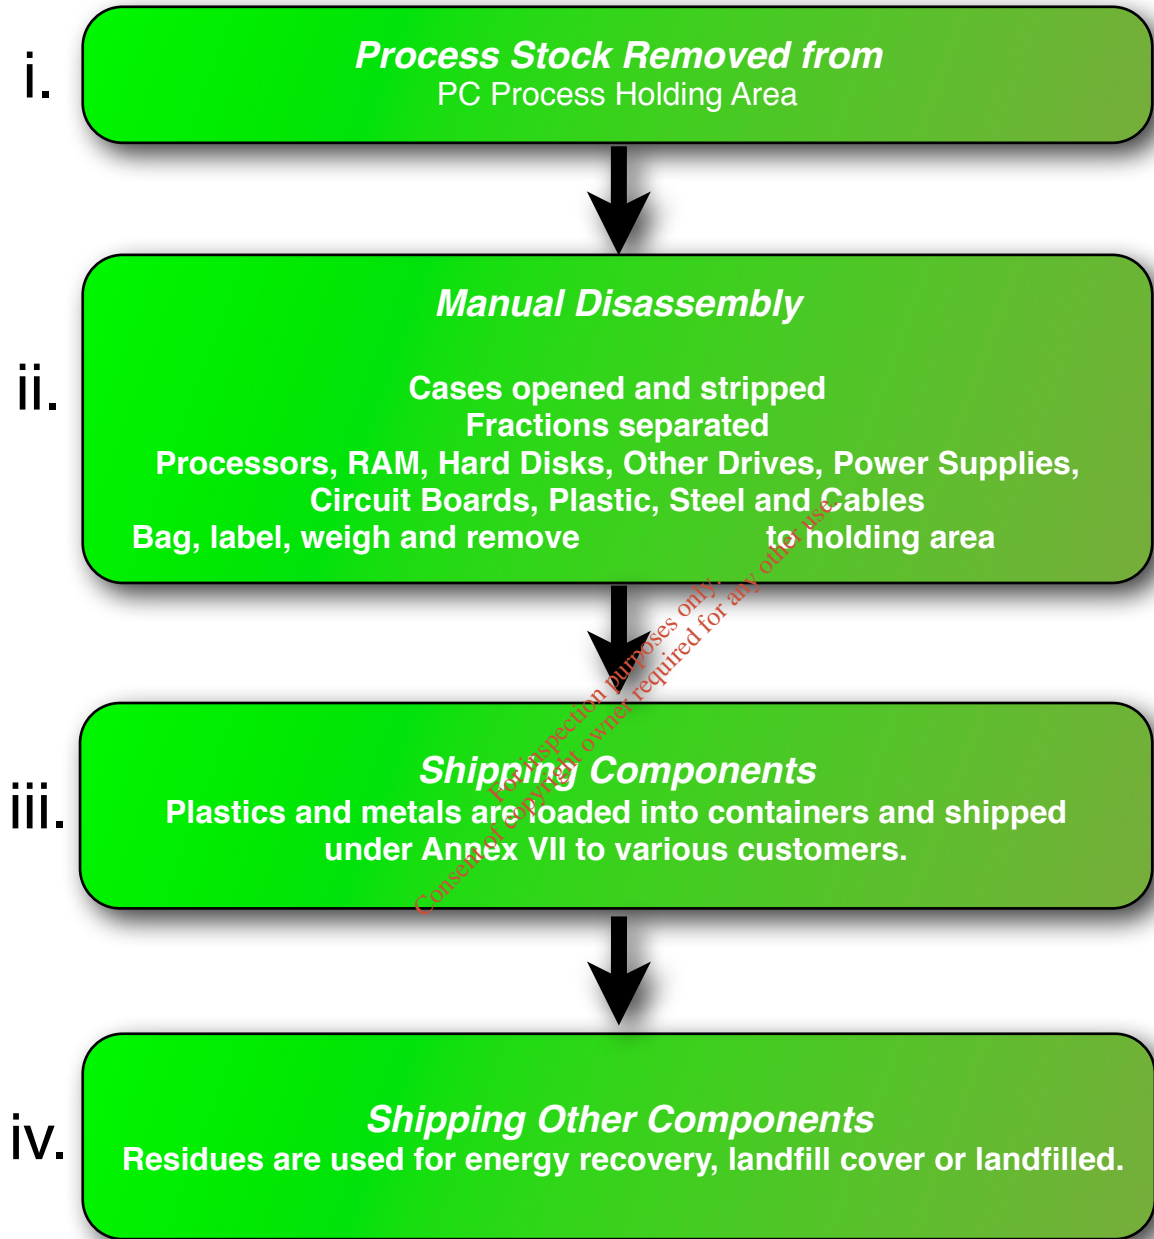 i.
Process Stock Removed from
PC Process Holding Area
ii.
Manual Disassembly
Cases opened and stripped
Fractions separated
Processors, RAM, Hard Disks, Other Drives, Power Supplies,
Circuit Boards, Plastic, Steel and Cables
Bag, label, weigh and remove to holding area
For inspection purposes only.
Consent of copyright owner required for any other use.
iii.
Shipping Components
Plastics and metals are loaded into containers and shipped
under Annex VII to various customers.
iv.
Shipping Other Components
Residues are used for energy recovery, landfill cover or landfilled.